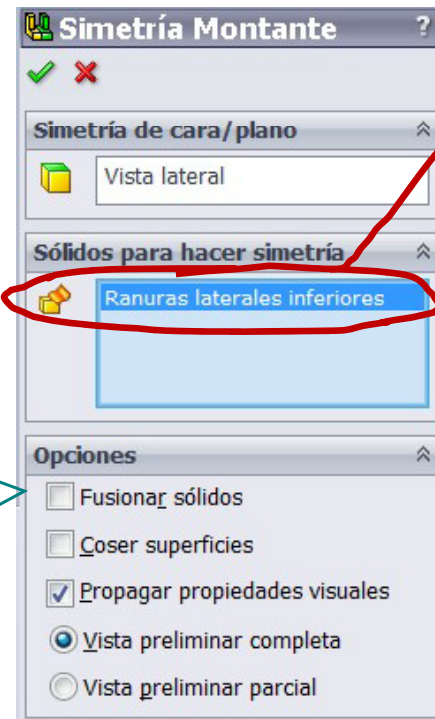 Simetría Montante ?
Simetría de cara/plano
Vista lateral
Sólidos para hacer simetría
Ranuras laterales inferiores
Opciones
Fusionar sólidos
Coser superficies
Propagar propiedades visuales
Vista preliminar completa
Vista preliminar parcial